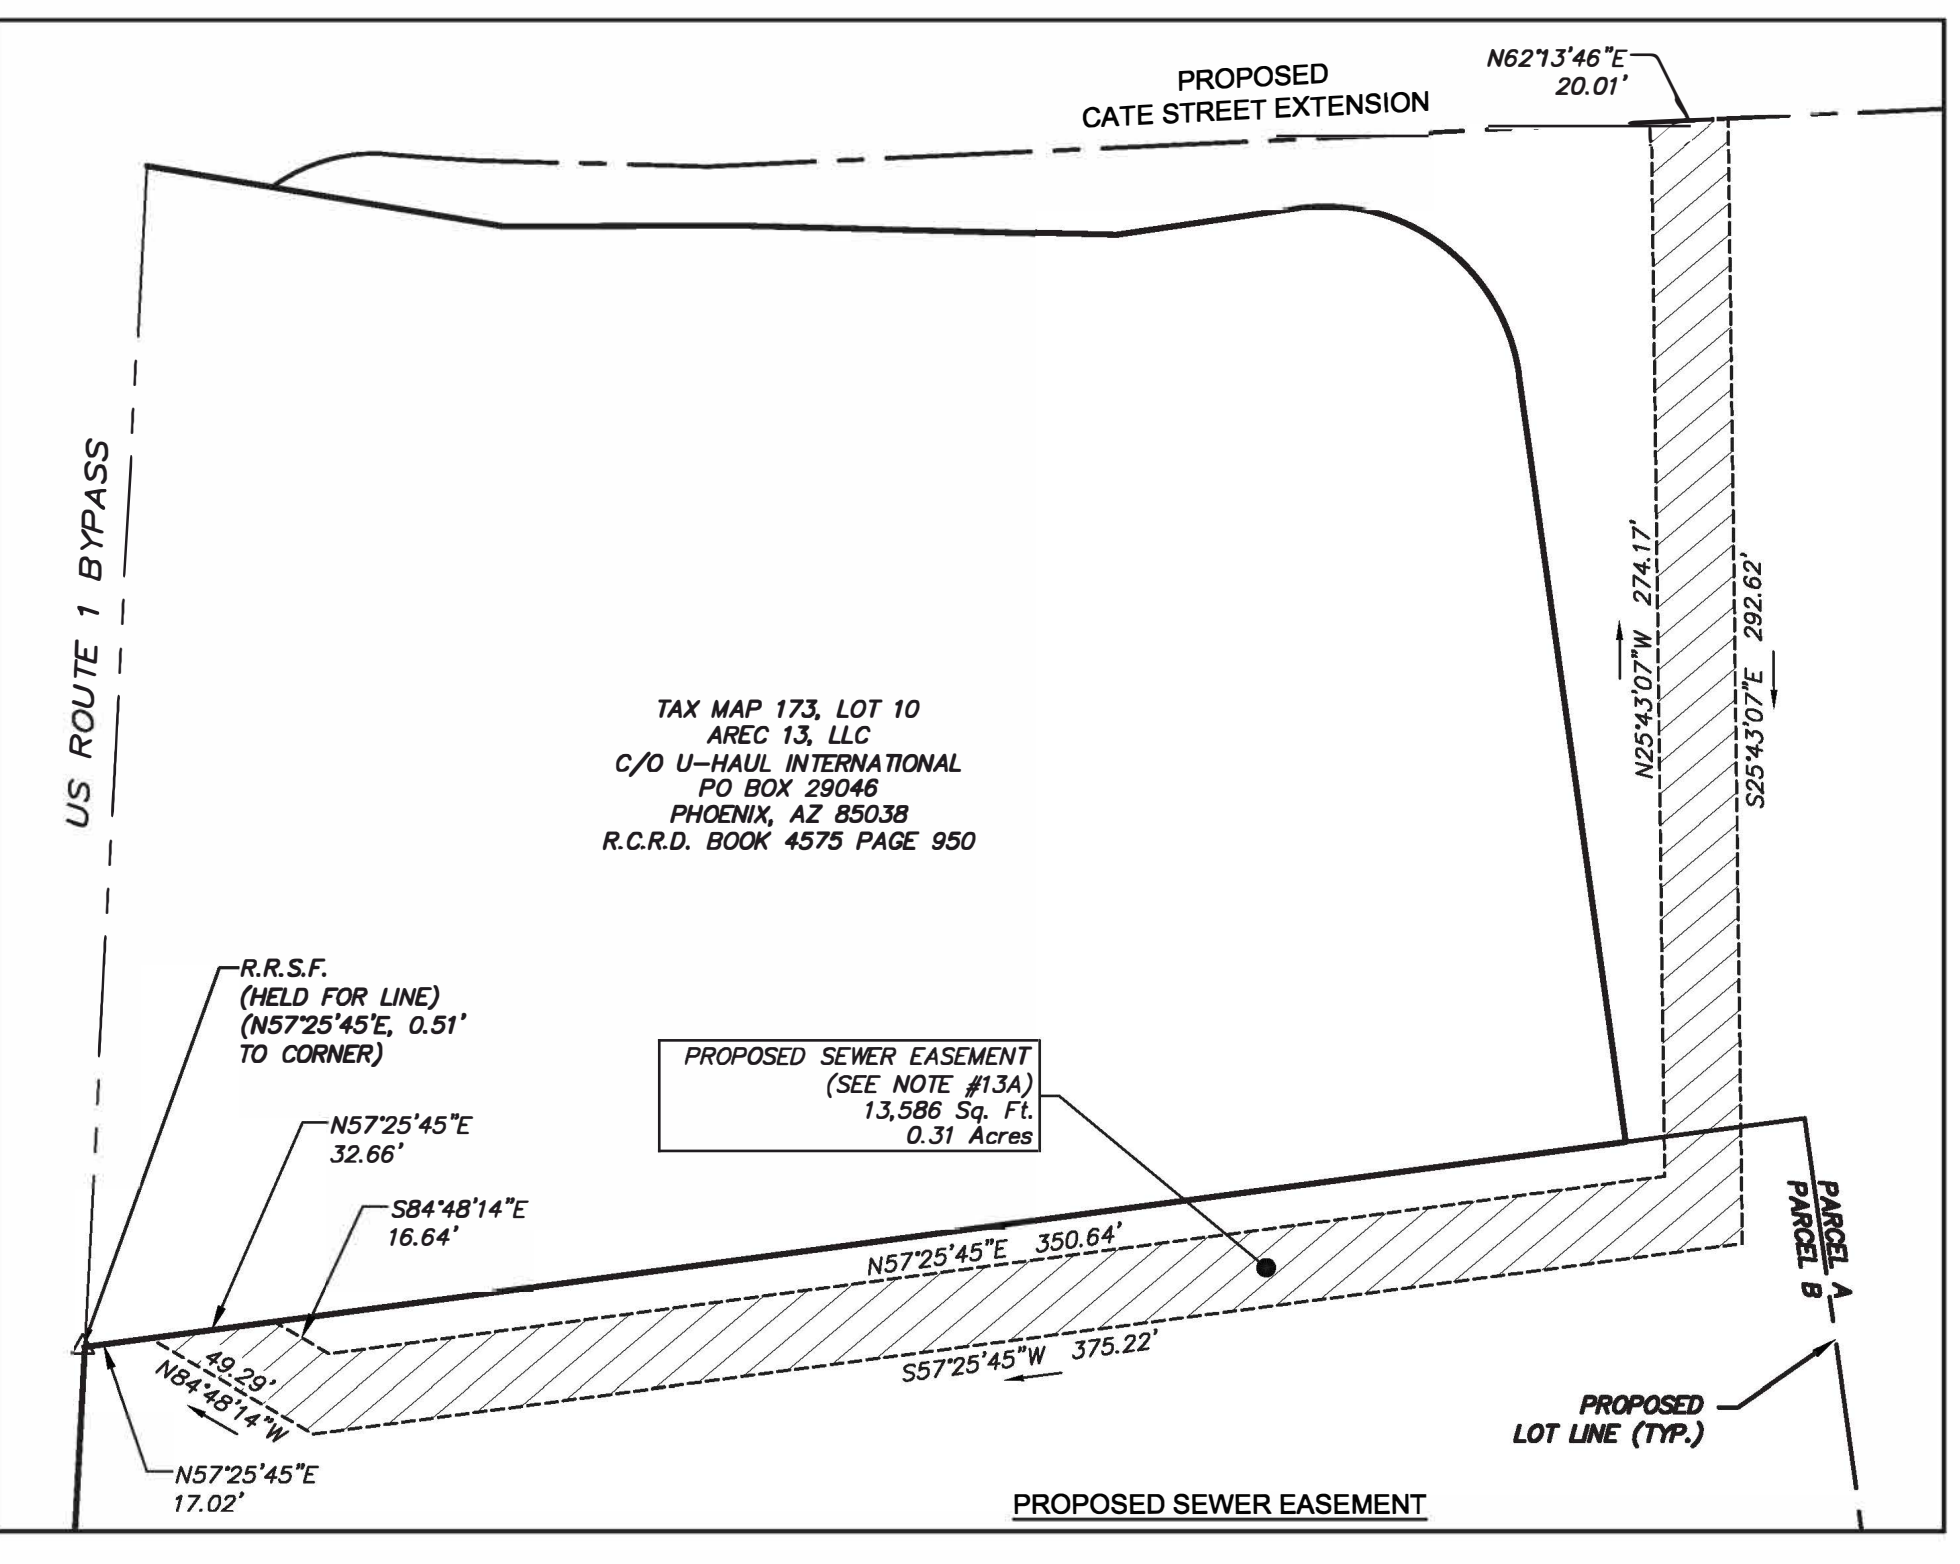 N62°13'46"E
20.01'
PROPOSED
CATE STREET EXTENSION
US ROUTE 1 BYPASS
N25°43'07"W 274.17'
S25°43'07"E 292.62'
TAX MAP 173, LOT 10
AREC 13, LLC
C/O U-HAUL INTERNATIONAL
PO BOX 29046
PHOENIX, AZ 85038
R.C.R.D. BOOK 4575 PAGE 950
R.R.S.F.
(HELD FOR LINE)
(N57°25'45'E, 0.51'
TO CORNER)
PROPOSED SEWER EASEMENT
(SEE NOTE #13A)
13,586 Sq. Ft.
0.31 Acres
N57°25'45"E
32.66'
S84°48'14"E
16.64'
N57°25'45"E 350.64'
PARCEL A
PARCEL B
S57°25'45"W 375.22'
49.29'
N84°48'14"W
PROPOSED
LOT LINE (TYP.)
N57°25'45"E
17.02'
PROPOSED SEWER EASEMENT